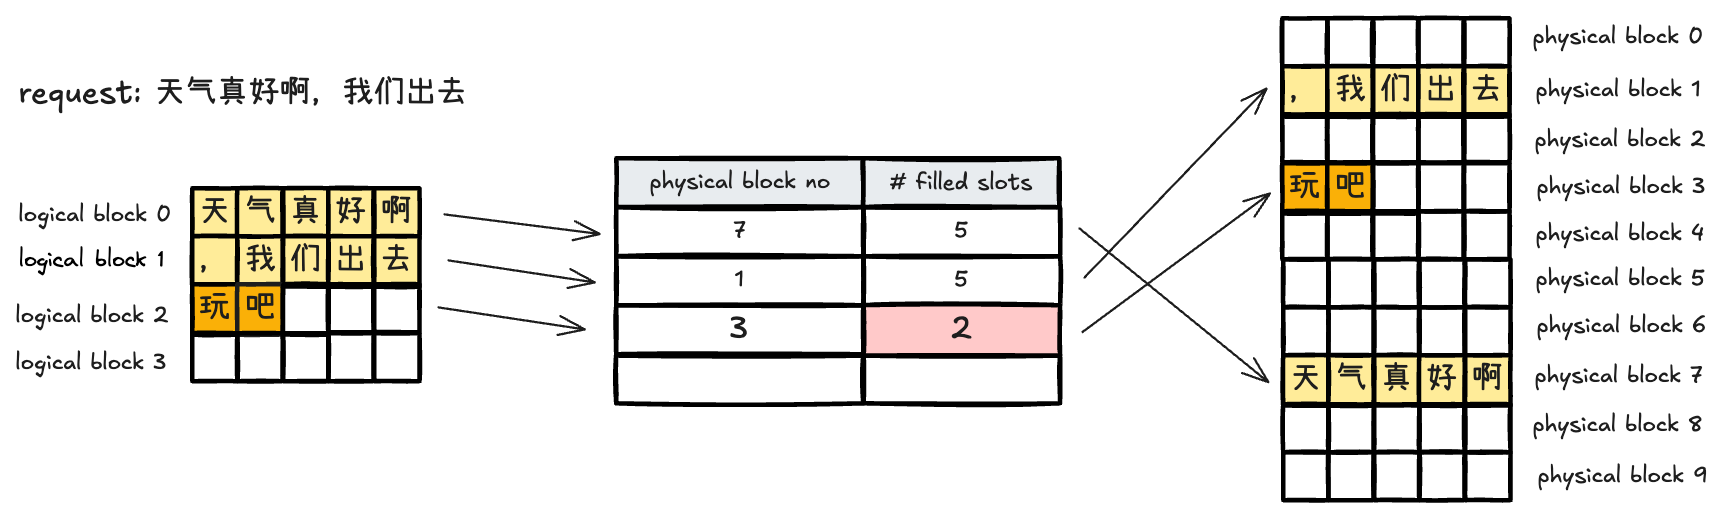 request: 天气真好啊，我们出去
logical block 0
天气真好啊
logical block 1
，我们出去
logical block 2
玩吧
logical block 3
physical block no # filled slots
7 5
1 5
3 2
physical block 0
，我们出去
physical block 1
physical block 2
玩吧
physical block 3
physical block 4
physical block 5
physical block 6
天气真好啊
physical block 7
physical block 8
physical block 9